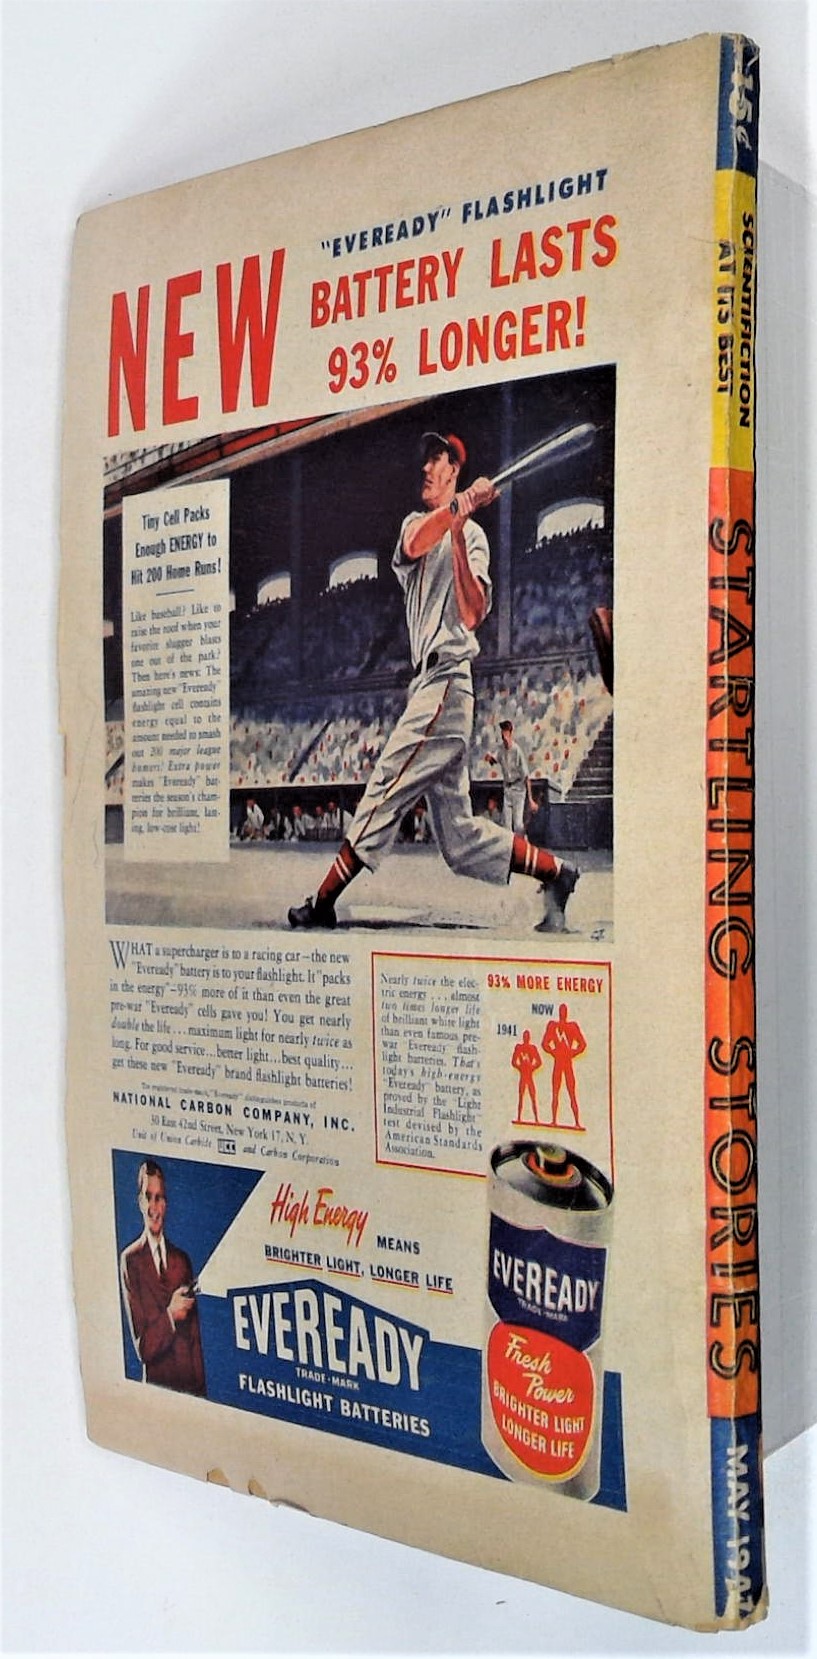 "EVEREADY" FLASHLIGHT
NEW BATTERY LASTS
93% LONGER!
Tiny Cell Packs
Enough ENERGY to
Hit 200 Home Runs!
Like baseball? Like to
raise the roof when your
favorite slugger blasts
one out of the park?
Then here's news: The
amazing new "Eveready"
flashlight cell contains
energy equal to the
amount needed to smash
out 200 major league
homers! Extra power
makes "Eveready" bat-
teries the season's cham-
pion for brilliant, last-
ing, low-cost light!
WHAT a supercharger is to a racing car—the new
"Eveready" battery is to your flashlight. It "packs
in the energy"—93% more of it than even the great
pre-war "Eveready" cells gave you! You get nearly
double the life...maximum light for nearly twice as
long. For good service...better light...best quality...
get these new "Eveready" brand flashlight batteries!
The registered trade-mark "Eveready" distinguishes products of
NATIONAL CARBON COMPANY, INC.
30 East 42nd Street, New York 17, N. Y.
Unit of Union Carbide UCC and Carbon Corporation
Nearly twice the elec-
tric energy . . . almost
two times longer life
of brilliant white light
than even famous pre-
war "Eveready" flash-
light batteries. That's
today's high-energy
"Eveready" battery, as
proved by the "Light
Industrial Flashlight"
test devised by the
American Standards
Association.
93% MORE ENERGY
NOW
1941
High Energy MEANS
BRIGHTER LIGHT, LONGER LIFE
EVEREADY
TRADE-MARK
FLASHLIGHT BATTERIES
EVEREADY
TRADE-MARK
Fresh
Power
BRIGHTER LIGHT
LONGER LIFE
15¢
SCIENTIFICTION
AT ITS BEST
STARTLING STORIES
MAY